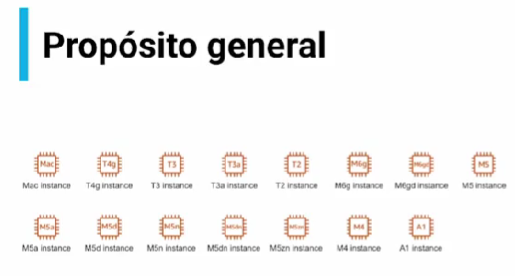 Propósito general
Mac T4g T3 T3a T2 M6g M6gd M5
Mac instance T4g instance T3 instance T3a instance T2 instance M6g instance M6gd instance M5 instance
M5a M5d M5n M5dn M5zn M4 A1
M5a instance M5d instance M5n instance M5dn instance M5zn instance M4 instance A1 instance